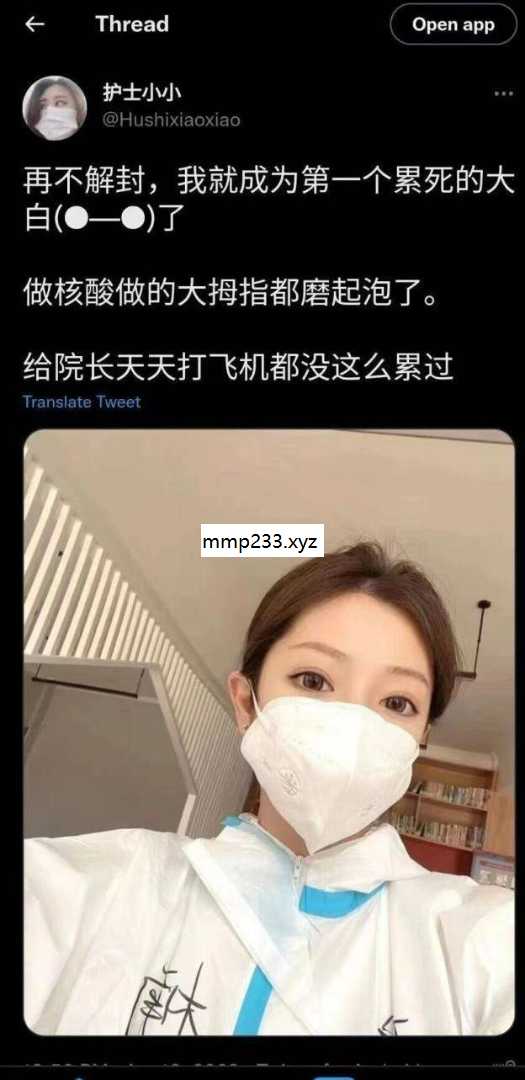 Thread
Open app
护士小小
@Hushixiaoxiao
再不解封，我就成为第一个累死的大
白(●—●)了
做核酸做的大拇指都磨起泡了。
给院长天天打飞机都没这么累过
Translate Tweet
mmp233.xyz